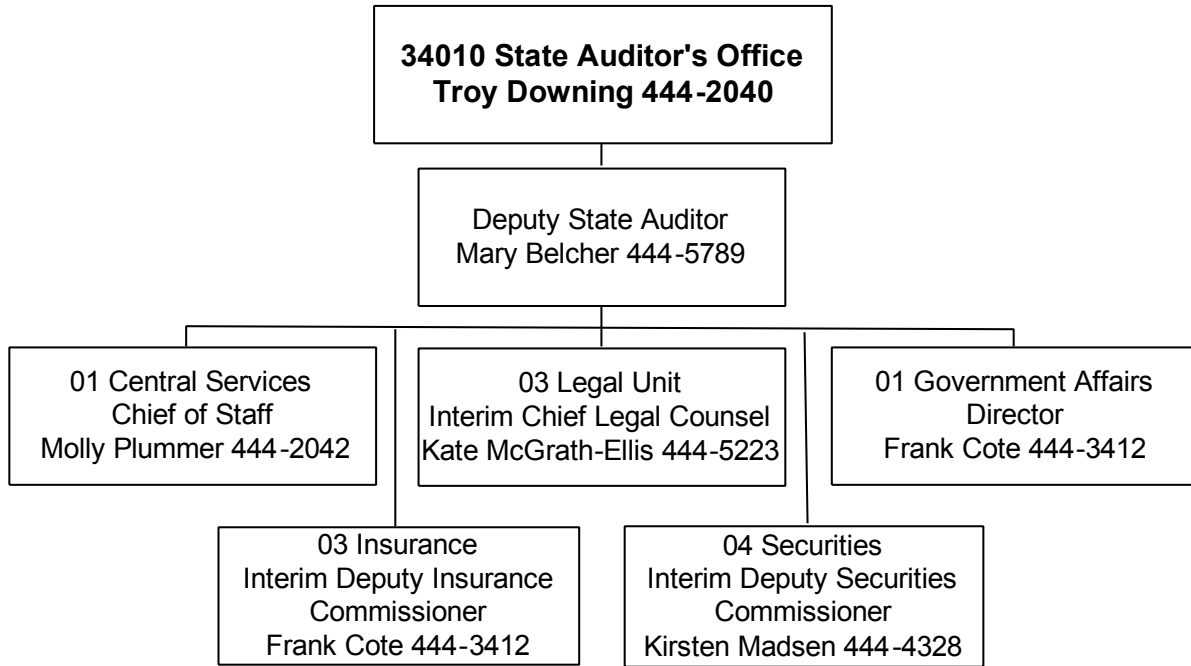 34010 State Auditor's Office
Troy Downing 444-2040
Deputy State Auditor
Mary Belcher 444-5789
01 Central Services
Chief of Staff
Molly Plummer 444-2042
03 Legal Unit
Interim Chief Legal Counsel
Kate McGrath-Ellis 444-5223
01 Government Affairs
Director
Frank Cote 444-3412
03 Insurance
Interim Deputy Insurance
Commissioner
Frank Cote 444-3412
04 Securities
Interim Deputy Securities
Commissioner
Kirsten Madsen 444-4328